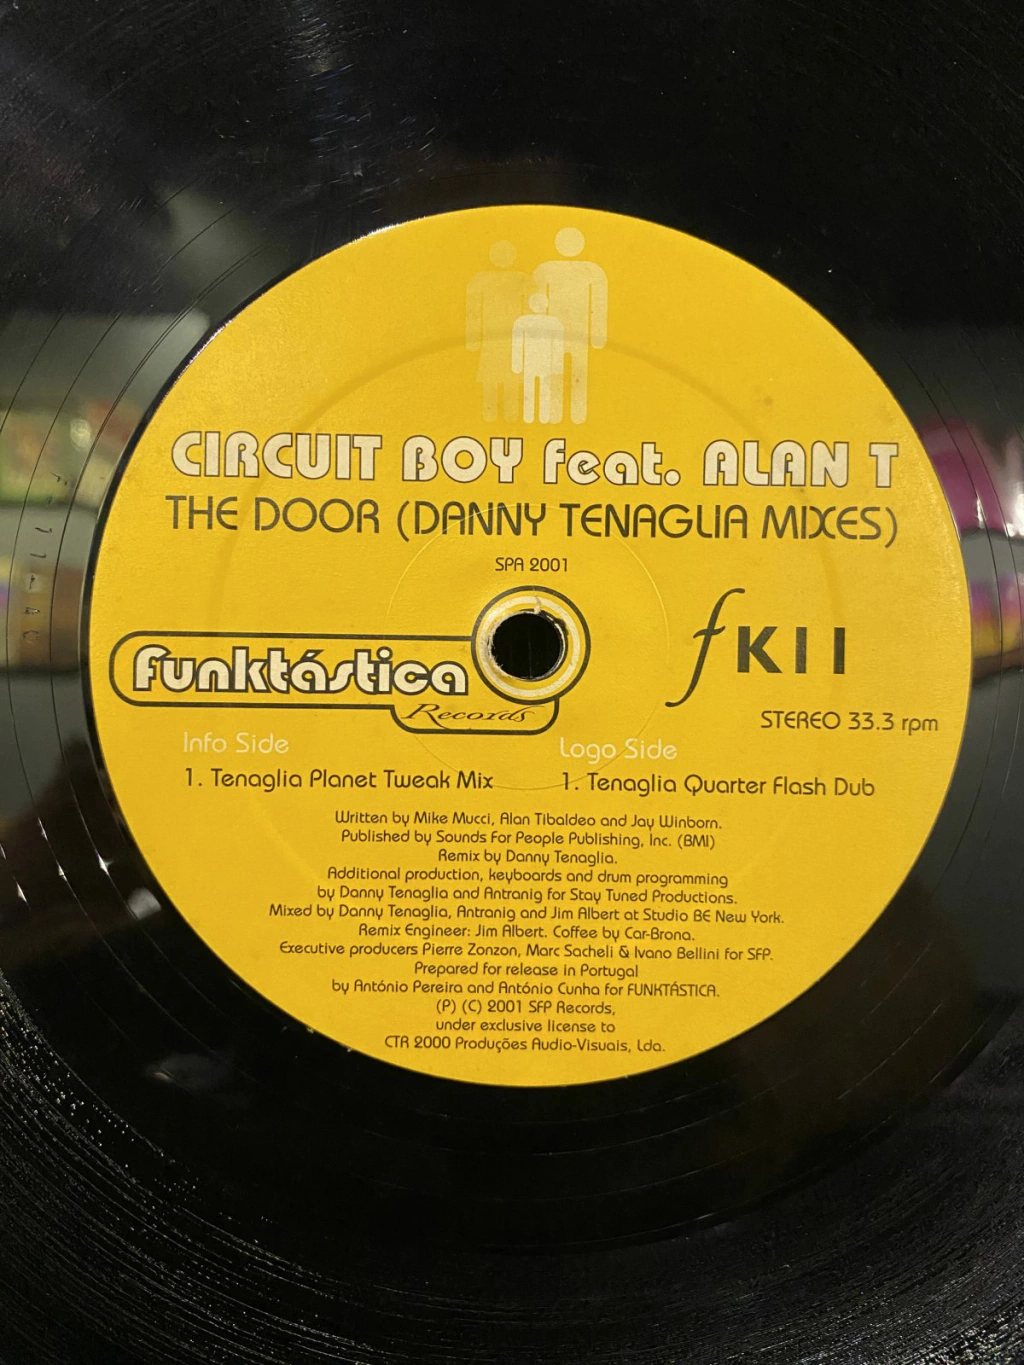 CIRCUIT BOY feat. ALAN T
THE DOOR (DANNY TENAGLIA MIXES)
SPA 2001
Funktástica
Records
fKII
STEREO 33.3 rpm
Info Side
1. Tenaglia Planet Tweak Mix
Logo Side
1. Tenaglia Quarter Flash Dub
Written by Mike Mucci, Alan Tibaldeo and Jay Winborn.
Published by Sounds For People Publishing, Inc. (BMI)
Remix by Danny Tenaglia.
Additional production, keyboards and drum programming
by Danny Tenaglia and Antranig for Stay Tuned Productions.
Mixed by Danny Tenaglia, Antranig and Jim Albert at Studio BE New York.
Remix Engineer: Jim Albert. Coffee by Car-Brona.
Executive producers Pierre Zonzon, Marc Sacheli & Ivano Bellini for SFP.
Prepared for release in Portugal
by António Pereira and António Cunha for FUNKTÁSTICA.
(P) (C) 2001 SFP Records,
under exclusive license to
CTR 2000 Produções Audio-Visuais, Lda.